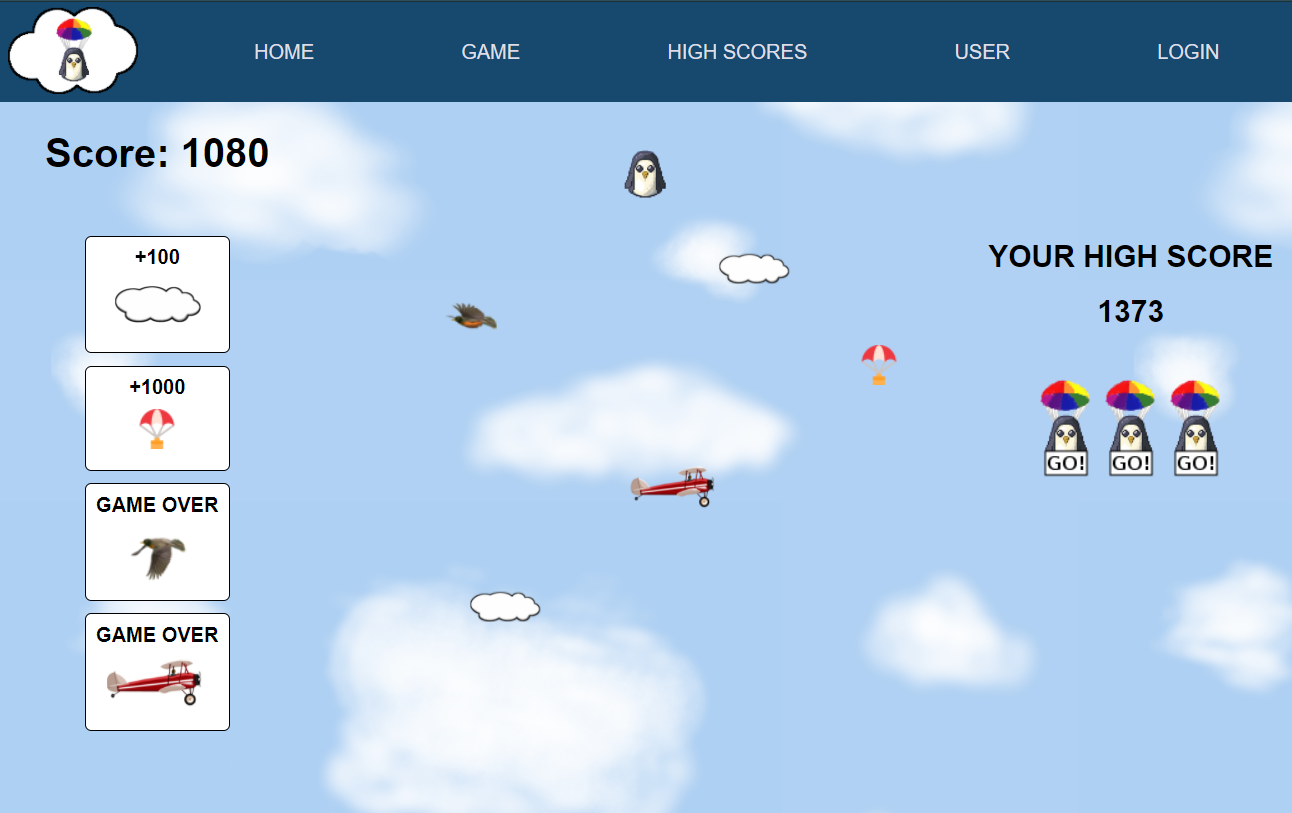 HOME GAME HIGH SCORES USER LOGIN
Score: 1080
+100
+1000
GAME OVER
GAME OVER
YOUR HIGH SCORE
1373
GO! GO! GO!